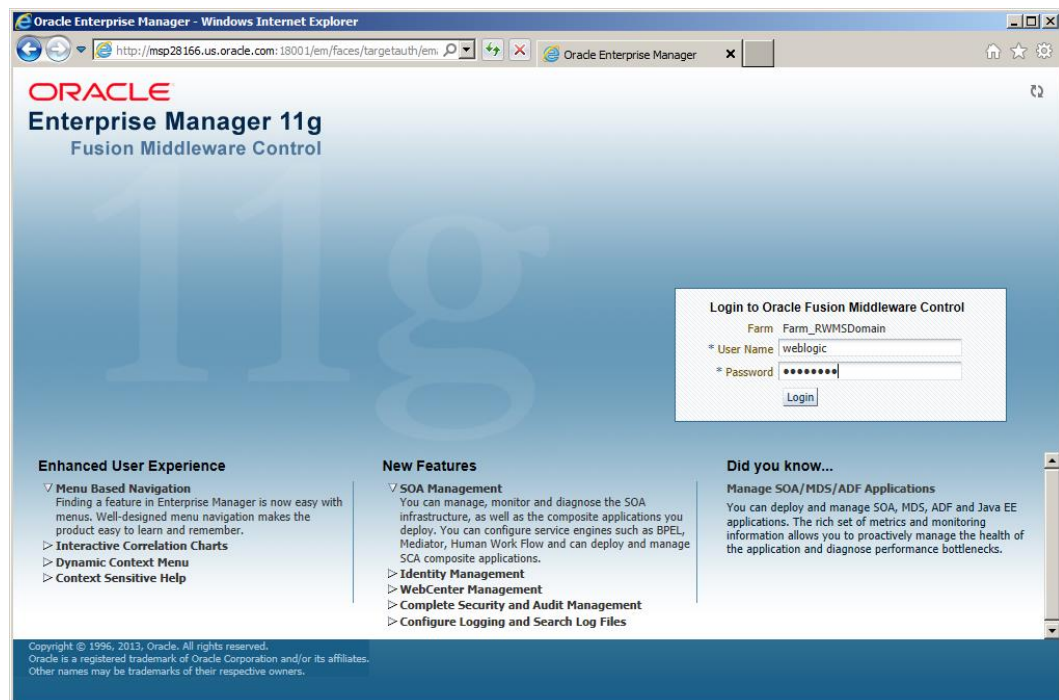 Oracle Enterprise Manager - Windows Internet Explorer
http://msp28166.us.oracle.com:18001/em/faces/targetauth/em
Oracle Enterprise Manager
ORACLE
Enterprise Manager 11g
Fusion Middleware Control
11g
Login to Oracle Fusion Middleware Control
Farm Farm_RWMSDomain
* User Name weblogic
* Password ••••••••
Login
Enhanced User Experience
Menu Based Navigation
Finding a feature in Enterprise Manager is now easy with
menus. Well-designed menu navigation makes the
product easy to learn and remember.
Interactive Correlation Charts
Dynamic Context Menu
Context Sensitive Help
New Features
SOA Management
You can manage, monitor and diagnose the SOA
infrastructure, as well as the composite applications you
deploy. You can configure service engines such as BPEL,
Mediator, Human Work Flow and can deploy and manage
SCA composite applications.
Identity Management
WebCenter Management
Complete Security and Audit Management
Configure Logging and Search Log Files
Did you know...
Manage SOA/MDS/ADF Applications
You can deploy and manage SOA, MDS, ADF and Java EE
applications. The rich set of metrics and monitoring
information allows you to proactively manage the health of
the application and diagnose performance bottlenecks.
Copyright © 1996, 2013, Oracle. All rights reserved.
Oracle is a registered trademark of Oracle Corporation and/or its affiliates.
Other names may be trademarks of their respective owners.